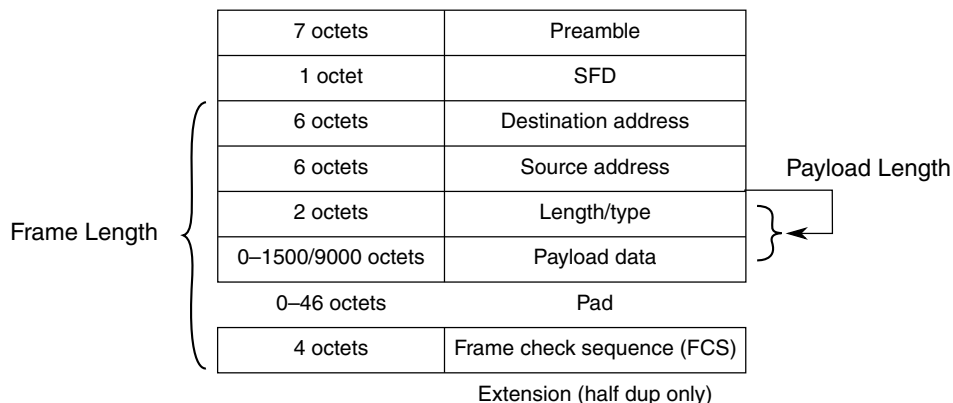 7 octets Preamble
1 octet SFD
6 octets Destination address
6 octets Source address
Payload Length
2 octets Length/type
Frame Length
0–1500/9000 octets Payload data
0–46 octets Pad
4 octets Frame check sequence (FCS)
Extension (half dup only)